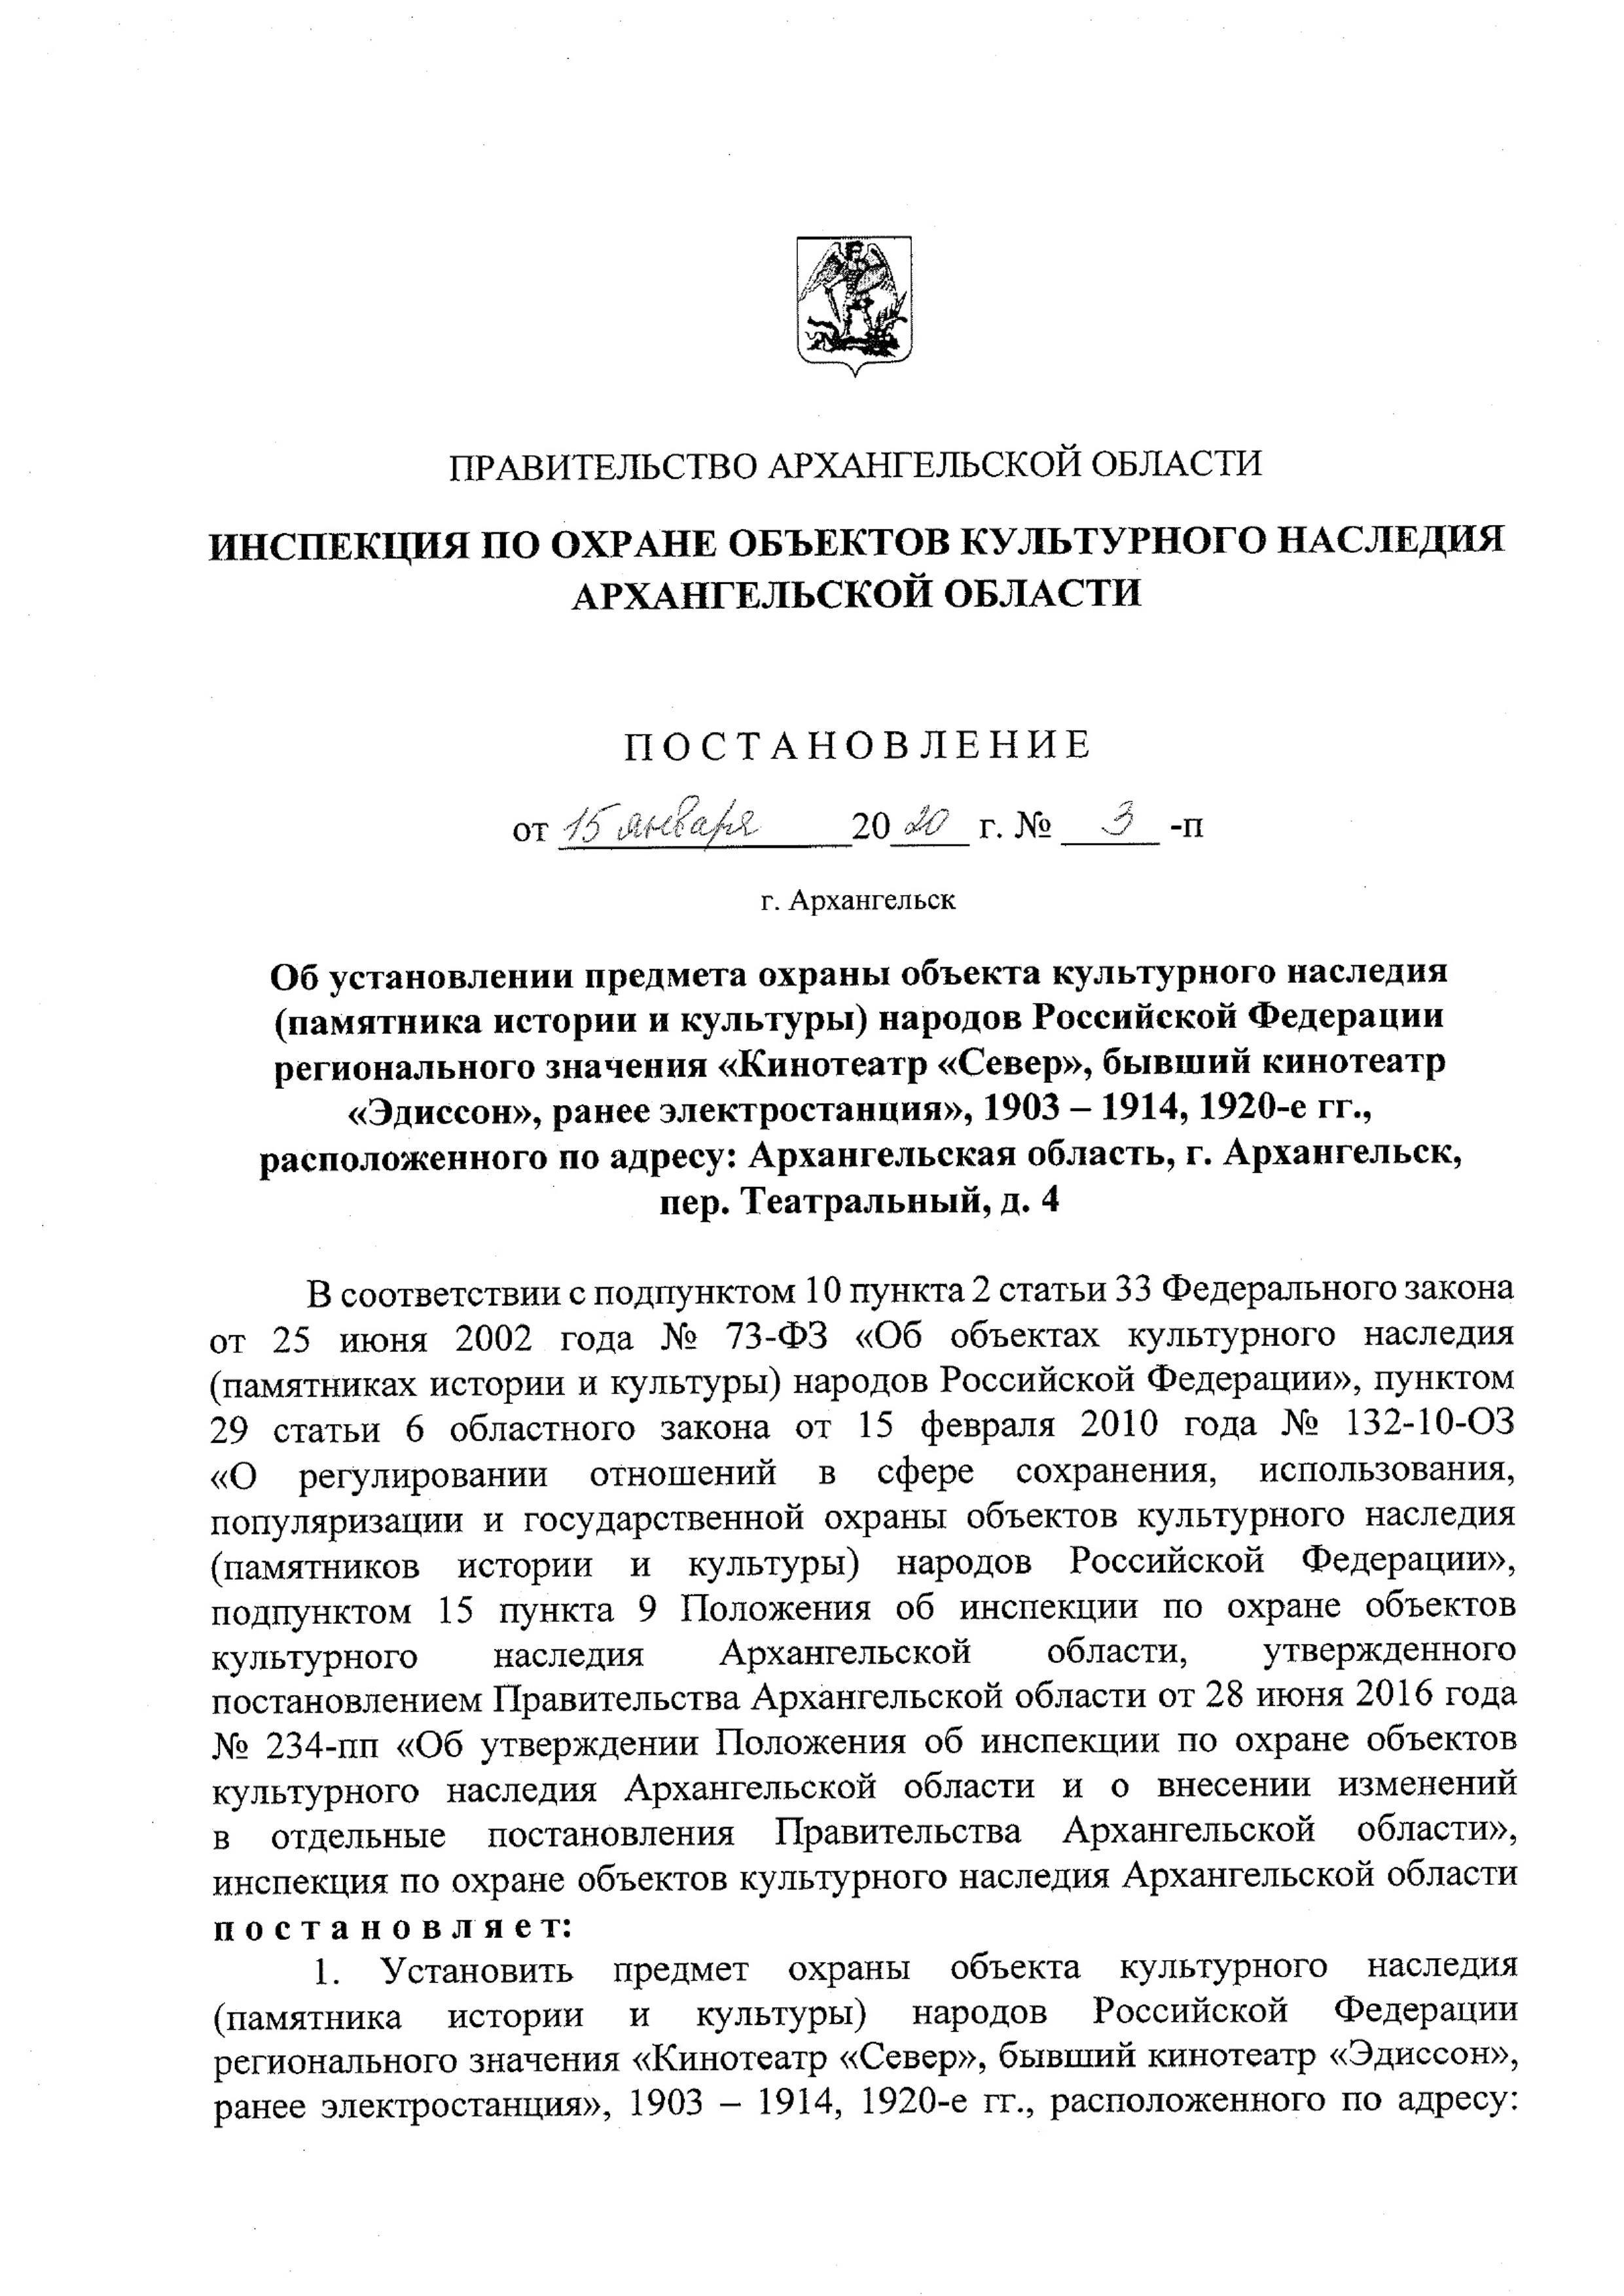 ПРАВИТЕЛЬСТВО АРХАНГЕЛЬСКОЙ ОБЛАСТИ
ИНСПЕКЦИЯ ПО ОХРАНЕ ОБЪЕКТОВ КУЛЬТУРНОГО НАСЛЕДИЯ
АРХАНГЕЛЬСКОЙ ОБЛАСТИ
П О С Т А Н О В Л Е Н И Е
от 15 января 2020 г. № 3 -п
г. Архангельск
Об установлении предмета охраны объекта культурного наследия
(памятника истории и культуры) народов Российской Федерации
регионального значения «Кинотеатр «Север», бывший кинотеатр
«Эдиссон», ранее электростанция», 1903 – 1914, 1920-е гг.,
расположенного по адресу: Архангельская область, г. Архангельск,
пер. Театральный, д. 4
В соответствии с подпунктом 10 пункта 2 статьи 33 Федерального закона
от 25 июня 2002 года № 73-ФЗ «Об объектах культурного наследия
(памятниках истории и культуры) народов Российской Федерации», пунктом
29 статьи 6 областного закона от 15 февраля 2010 года № 132-10-ОЗ
«О регулировании отношений в сфере сохранения, использования,
популяризации и государственной охраны объектов культурного наследия
(памятников истории и культуры) народов Российской Федерации»,
подпунктом 15 пункта 9 Положения об инспекции по охране объектов
культурного наследия Архангельской области, утвержденного
постановлением Правительства Архангельской области от 28 июня 2016 года
№ 234-пп «Об утверждении Положения об инспекции по охране объектов
культурного наследия Архангельской области и о внесении изменений
в отдельные постановления Правительства Архангельской области»,
инспекция по охране объектов культурного наследия Архангельской области
п о с т а н о в л я е т:
1. Установить предмет охраны объекта культурного наследия
(памятника истории и культуры) народов Российской Федерации
регионального значения «Кинотеатр «Север», бывший кинотеатр «Эдиссон»,
ранее электростанция», 1903 – 1914, 1920-е гг., расположенного по адресу: